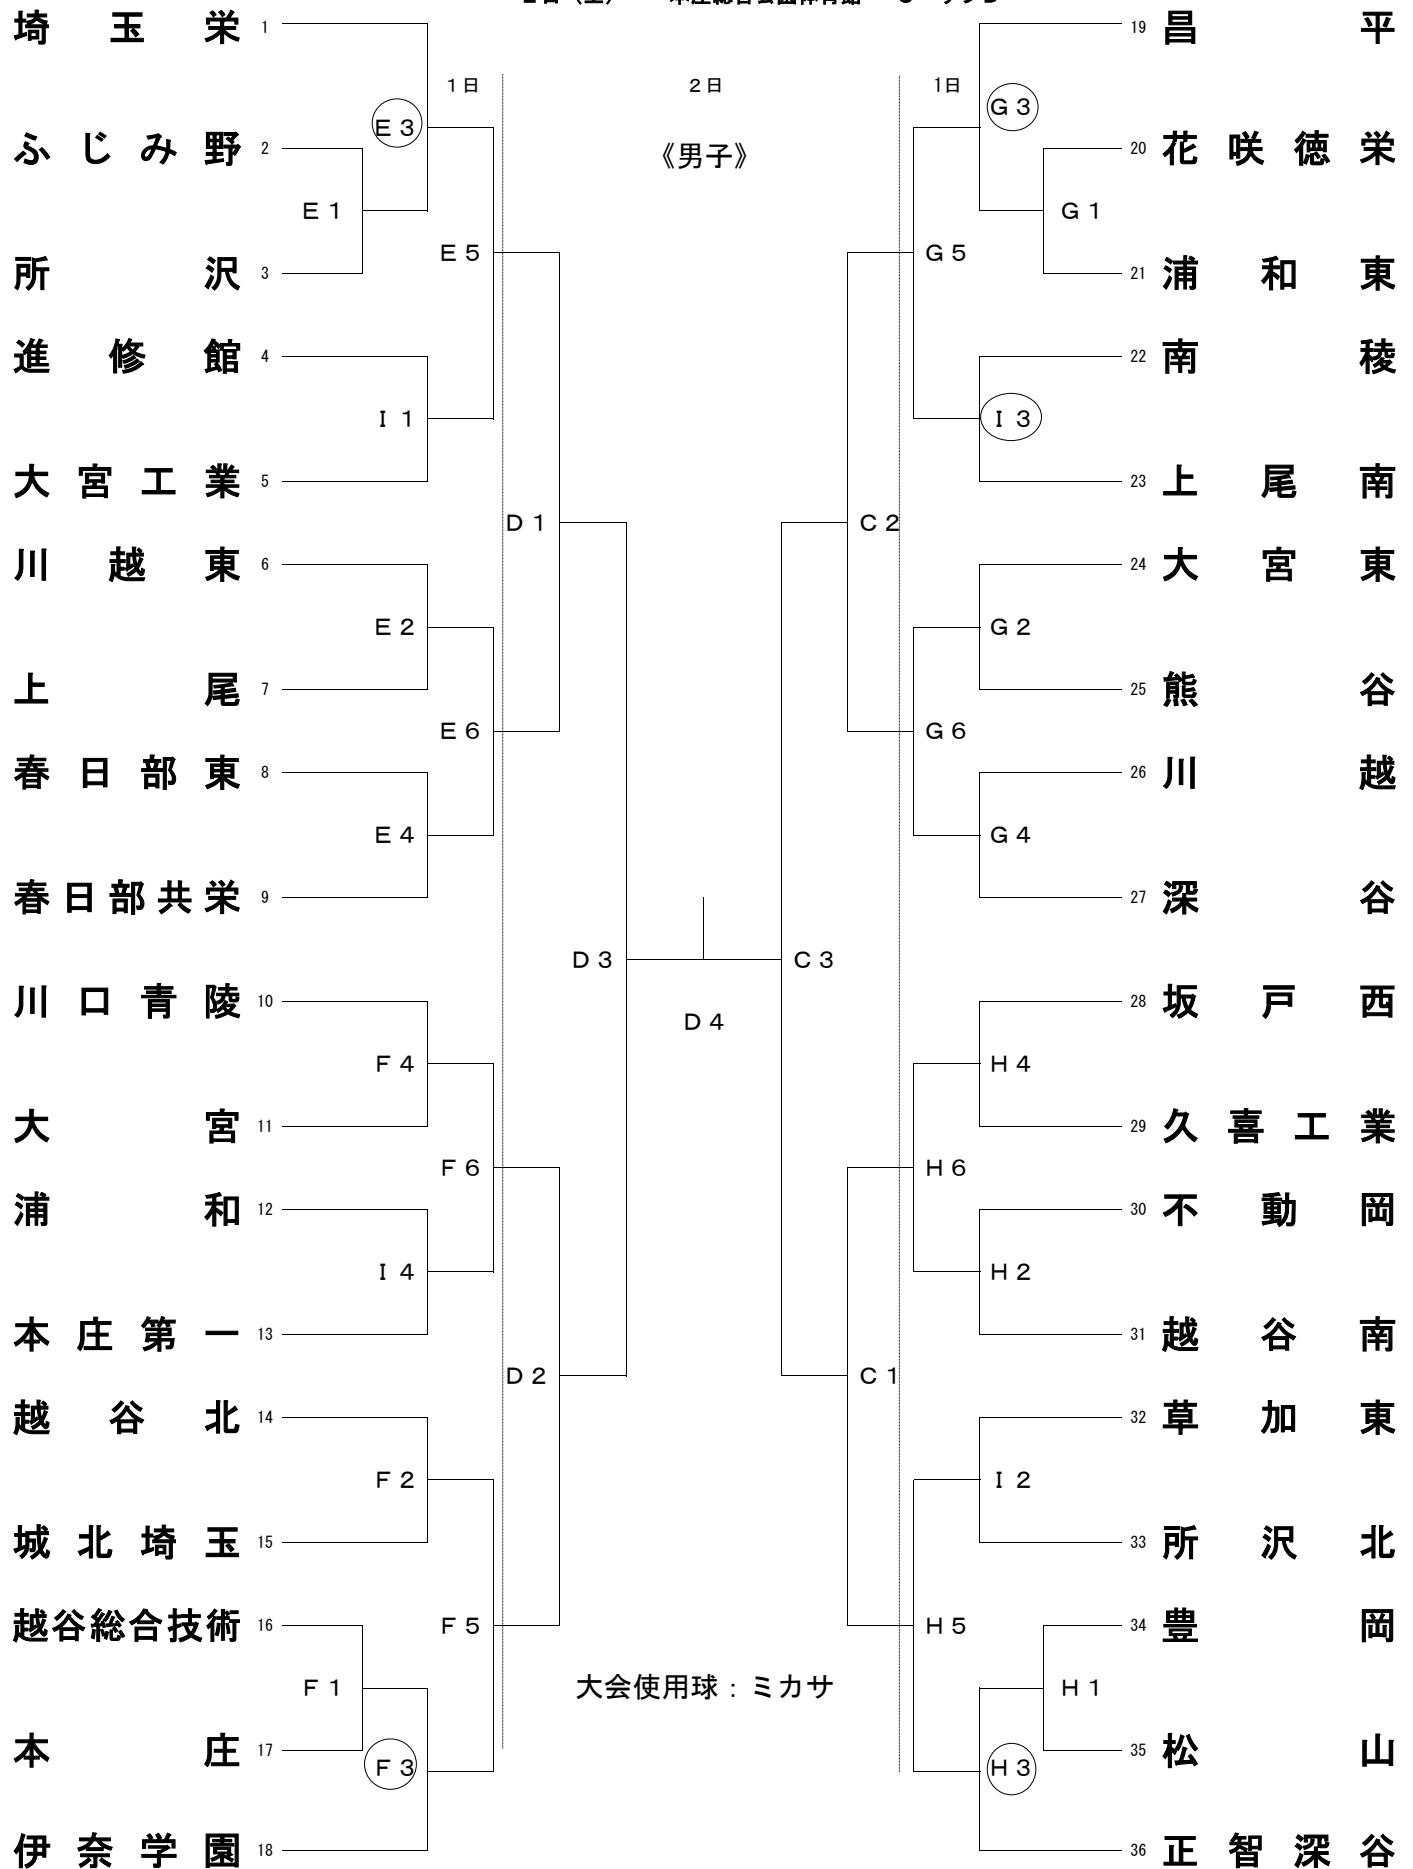 埼玉栄 1
19 昌平
1日 2日 1日
E3
G3
ふじみ野 2
《男子》
20 花咲徳栄
E1
G1
E5
G5
所沢 3
21 浦和東
進修館 4
22 南稜
I1
I3
大宮工業 5
23 上尾南
D1
C2
川越東 6
24 大宮東
E2
G2
上尾 7
25 熊谷
E6
G6
春日部東 8
26 川越
E4
G4
春日部共栄 9
27 深谷
D3
C3
川口青陵 10
28 坂戸西
D4
F4
H4
大宮 11
29 久喜工業
F6
H6
浦和 12
30 不動岡
I4
H2
本庄第一 13
31 越谷南
D2
C1
越谷北 14
32 草加東
F2
I2
城北埼玉 15
33 所沢北
越谷総合技術 16
F5
H5
34 豊岡
F1
大会使用球：ミカサ
H1
本庄 17
35 松山
F3
H3
伊奈学園 18
36 正智深谷